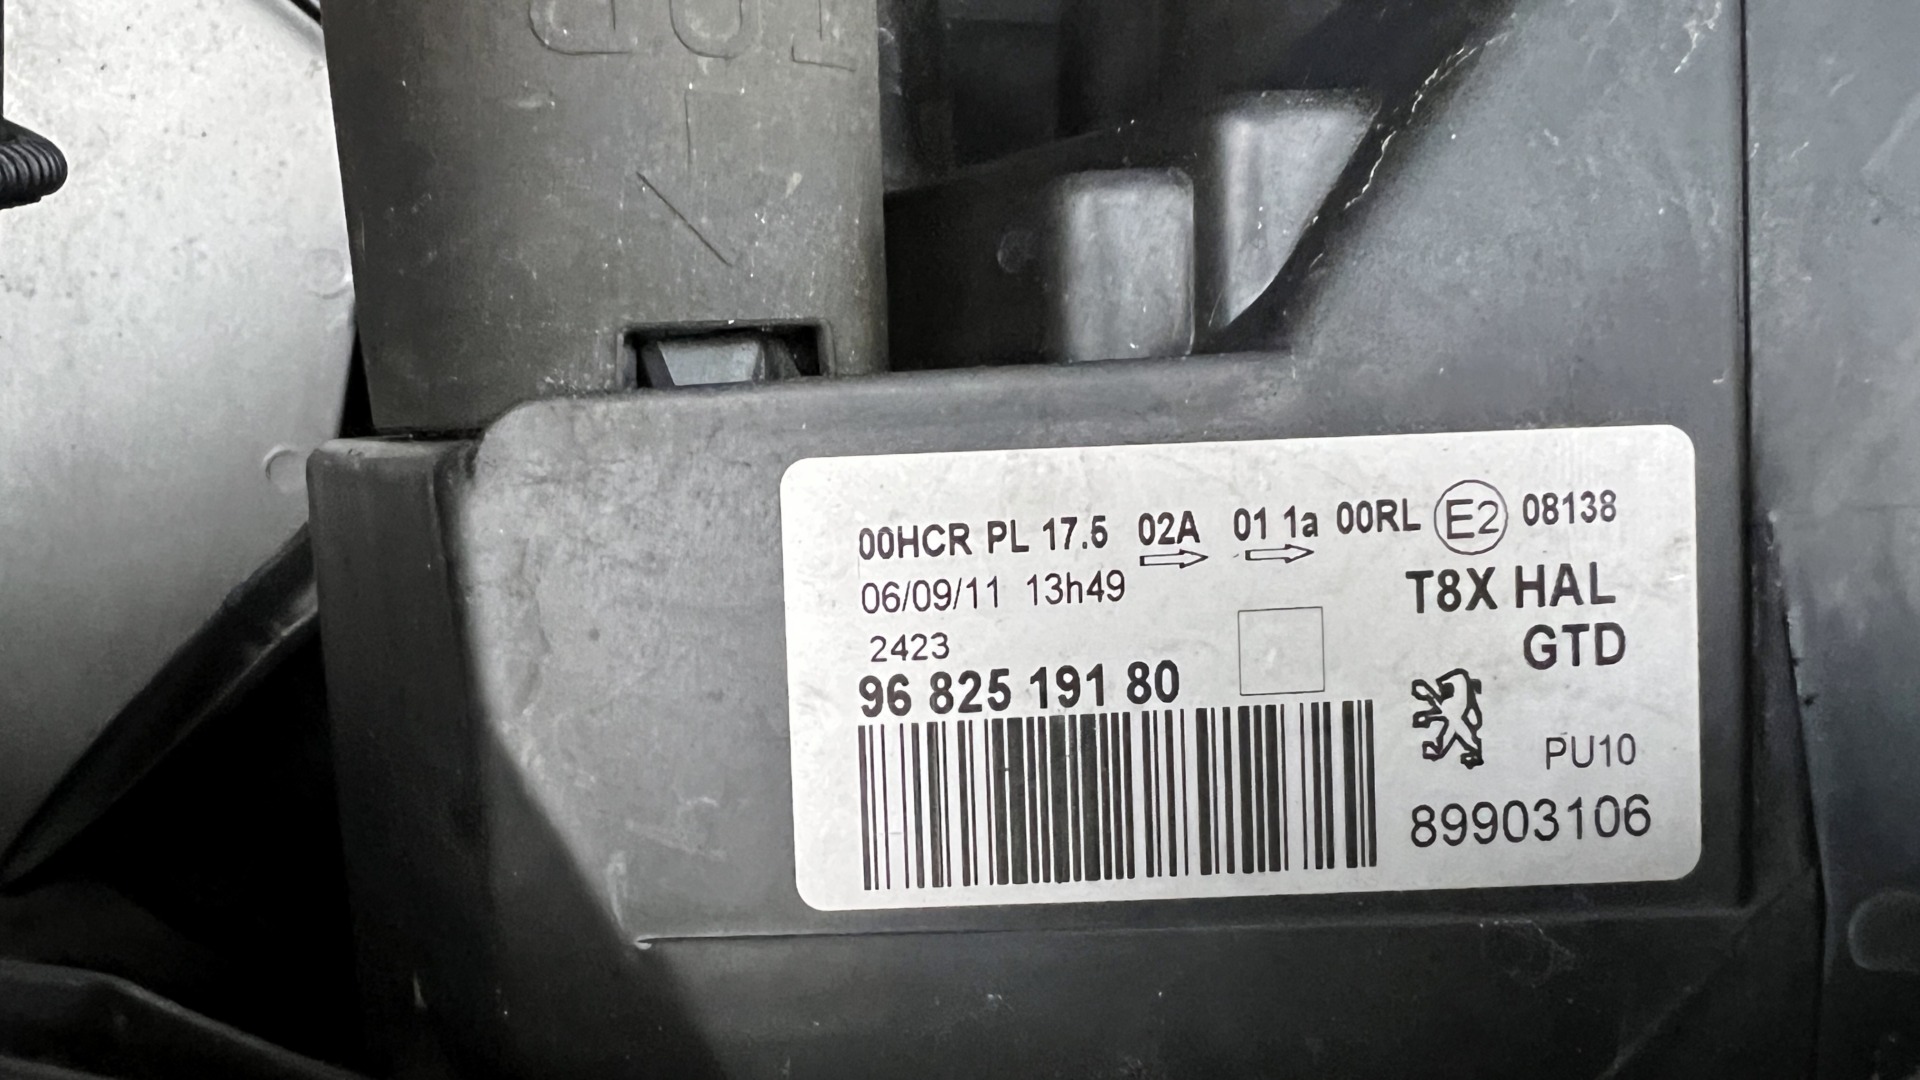 00HCR PL 17.5 02A 01 1a 00RL E2 08138
06/09/11 13h49
T8X HAL
2423
GTD
96 825 191 80
PU10
89903106